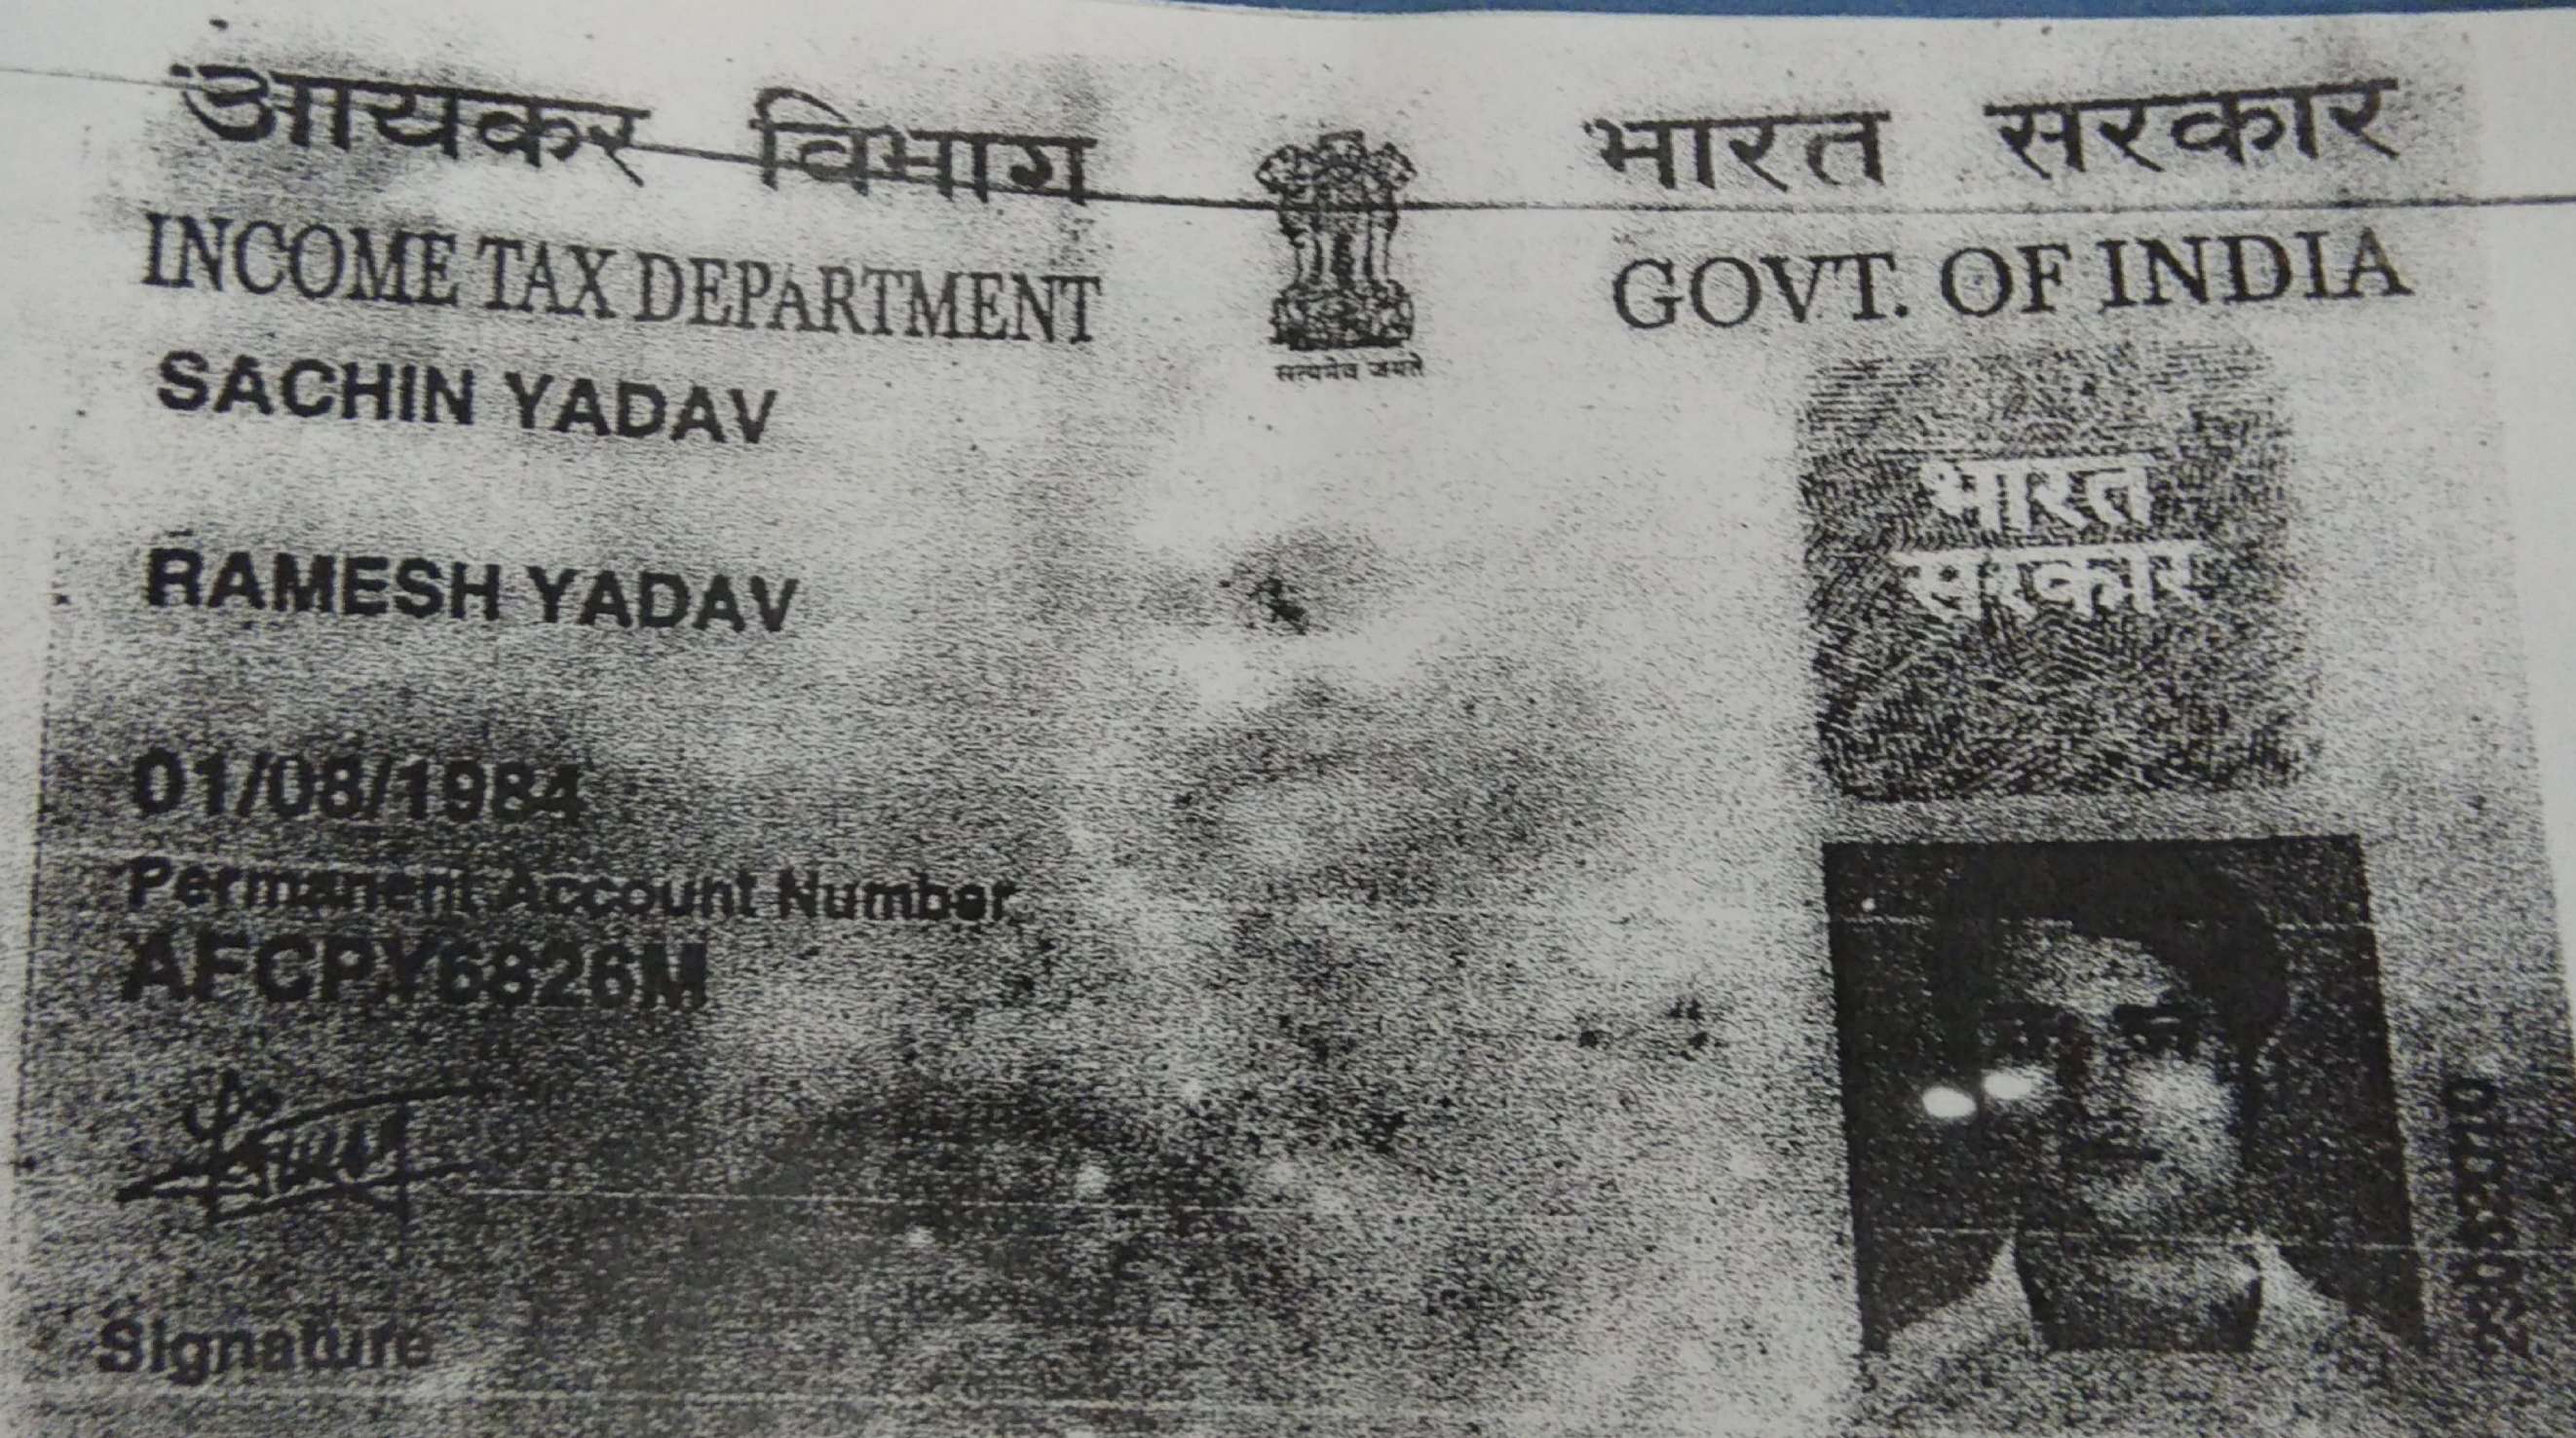 आयकर विभाग
भारत सरकार
INCOME TAX DEPARTMENT
GOVT. OF INDIA
सत्यमेव जयते
SACHIN YADAV
भारत
सरकार
RAMESH YADAV
01/08/1984
Permanent Account Number
AFCPY6826M
Signature